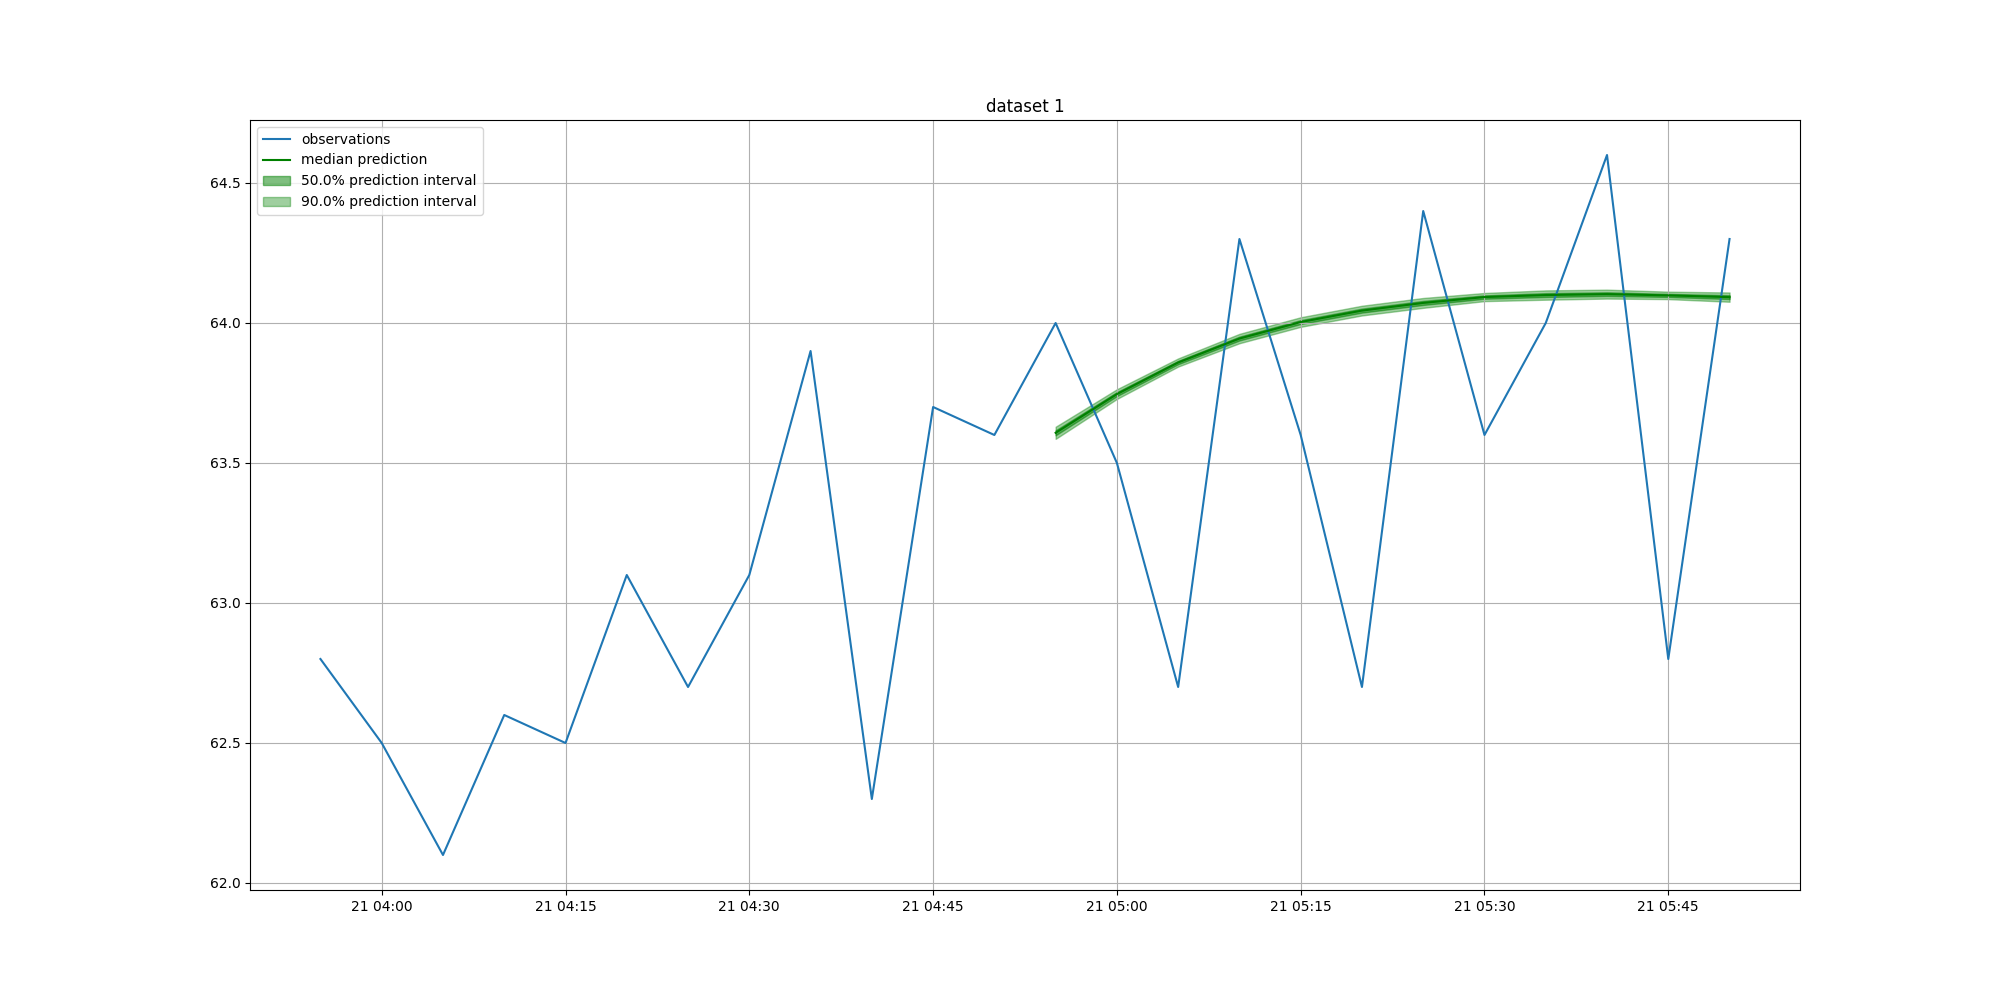 dataset 1
observations
median prediction
50.0% prediction interval
90.0% prediction interval
64.5
64.0
63.5
63.0
62.5
62.0
21 04:00 21 04:15 21 04:30 21 04:45 21 05:00 21 05:15 21 05:30 21 05:45